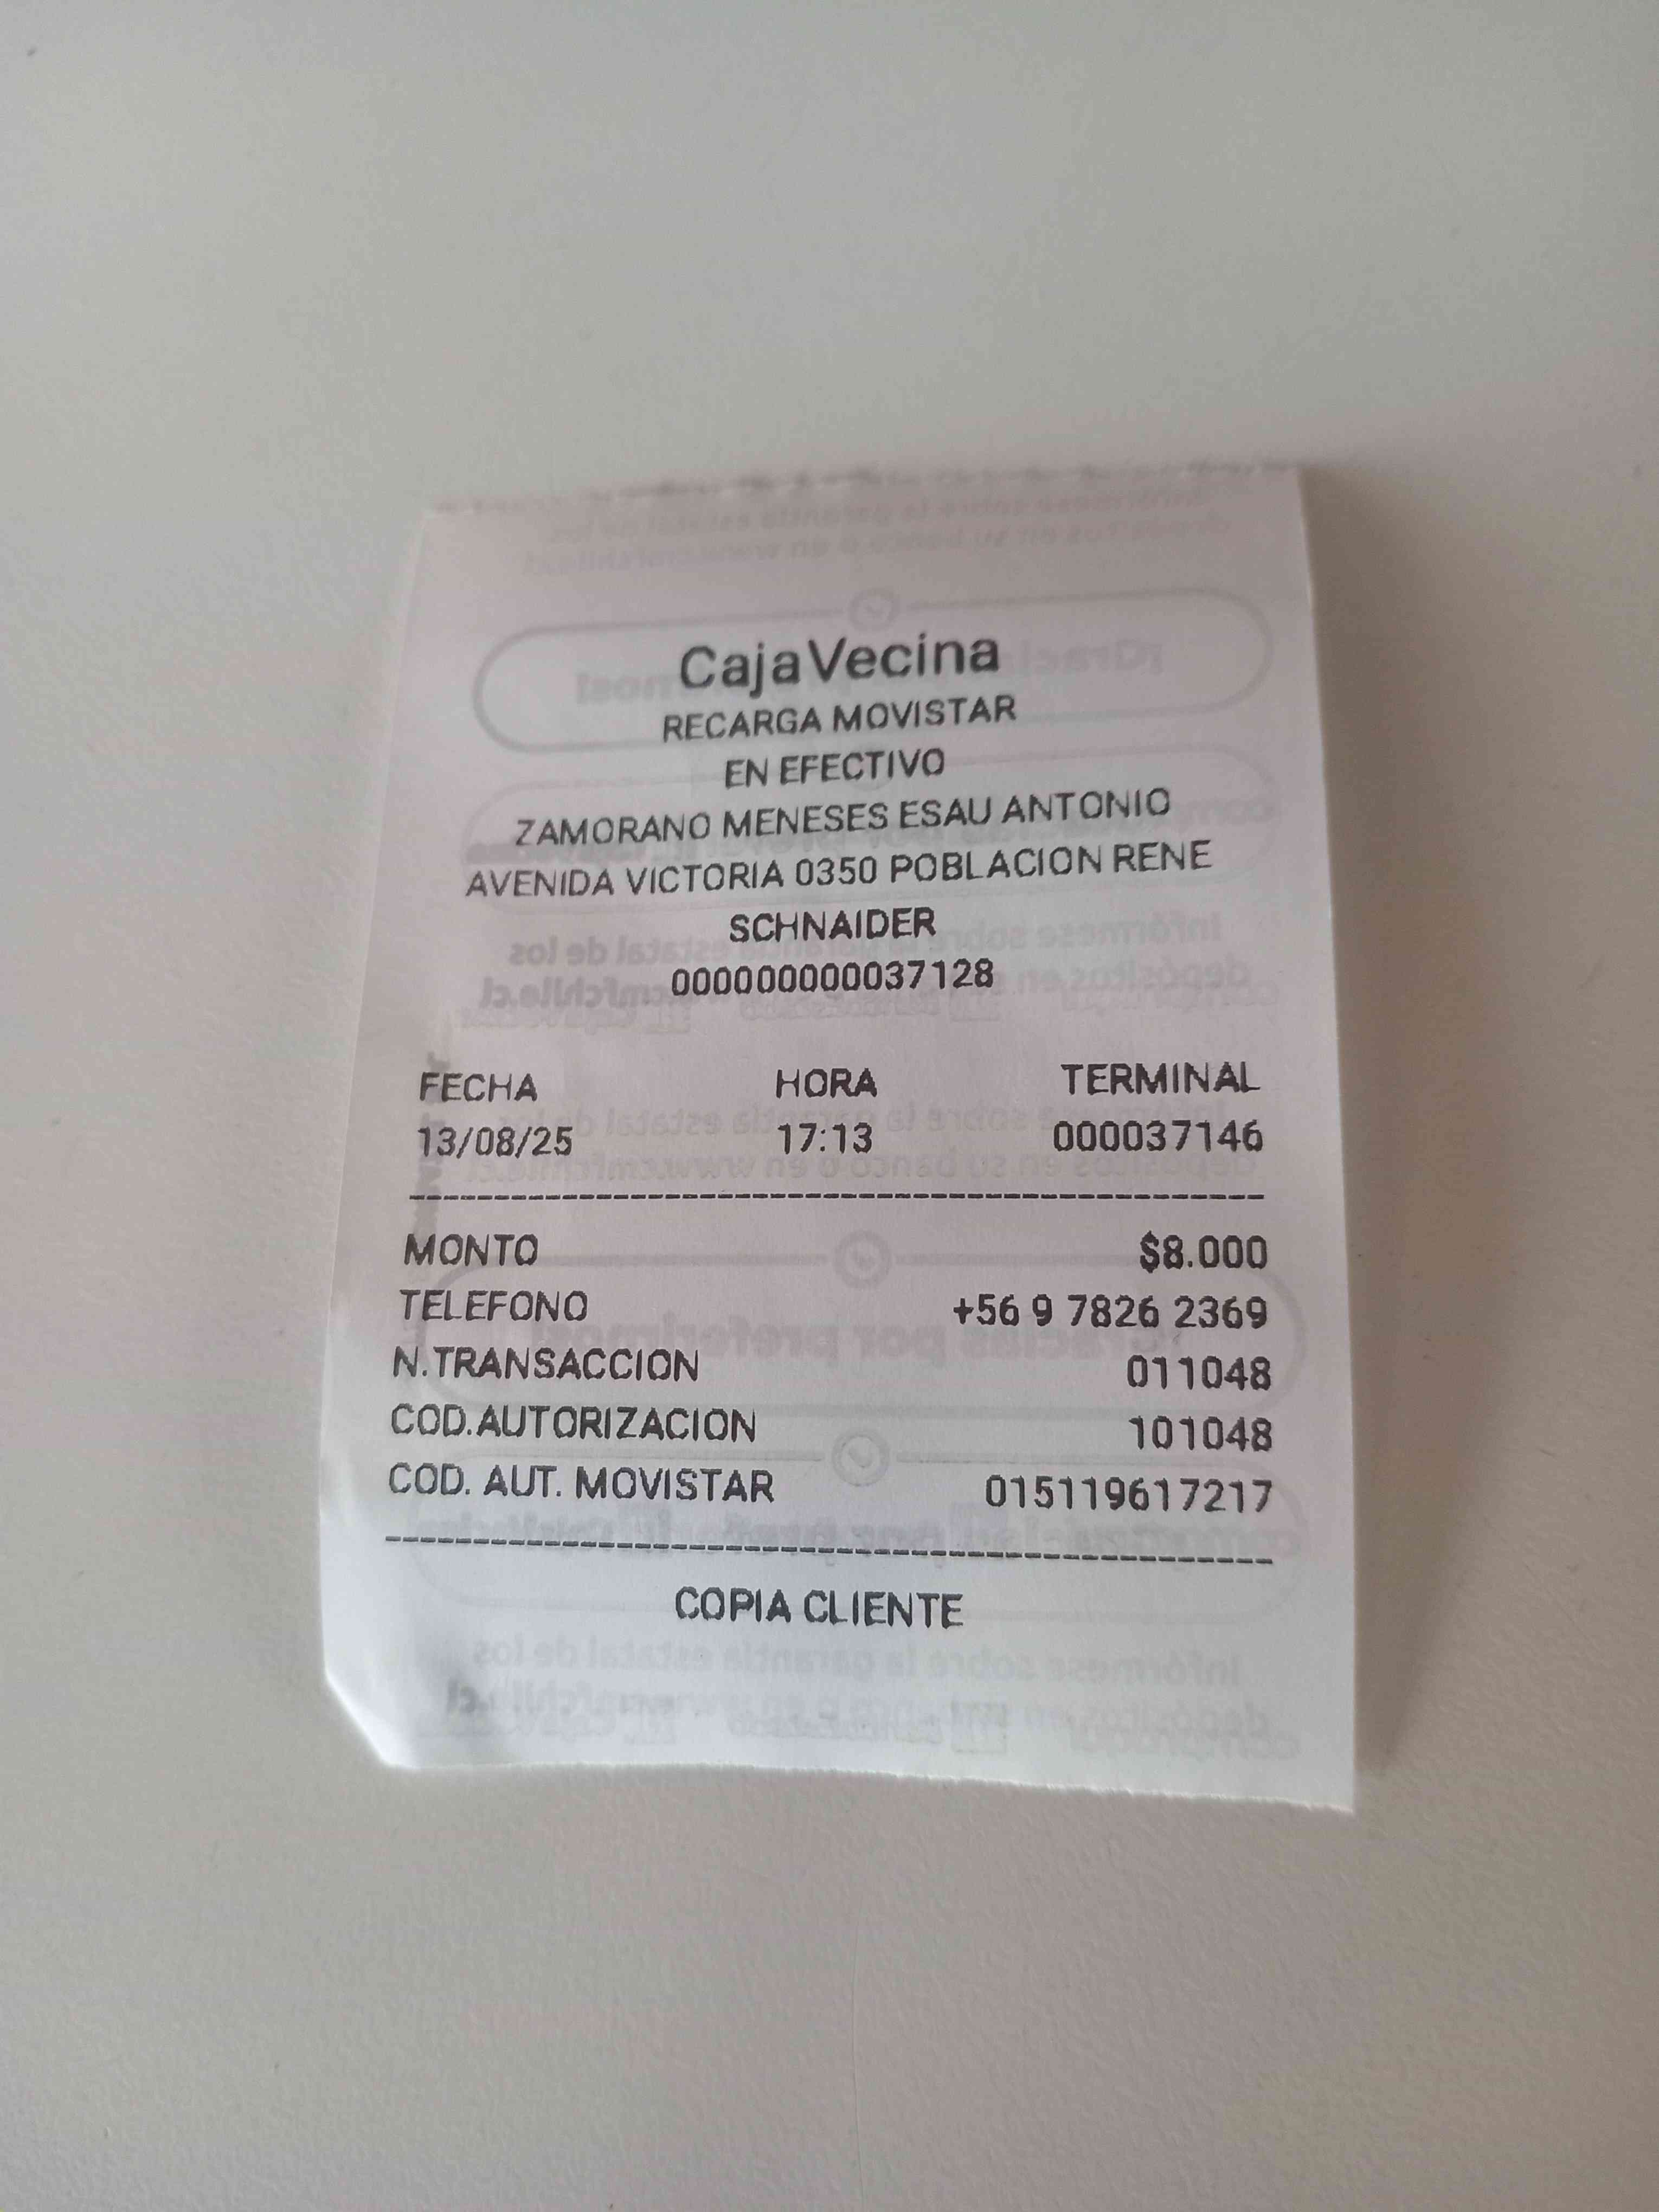 CajaVecina
RECARGA MOVISTAR
EN EFECTIVO
ZAMORANO MENESES ESAU ANTONIO
AVENIDA VICTORIA 0350 POBLACION RENE
SCHNAIDER
000000000037128
FECHA HORA TERMINAL
13/08/25 17:13 000037146
MONTO $8.000
TELEFONO +56 9 7826 2369
N.TRANSACCION 011048
COD.AUTORIZACION 101048
COD. AUT. MOVISTAR 015119617217
COPIA CLIENTE